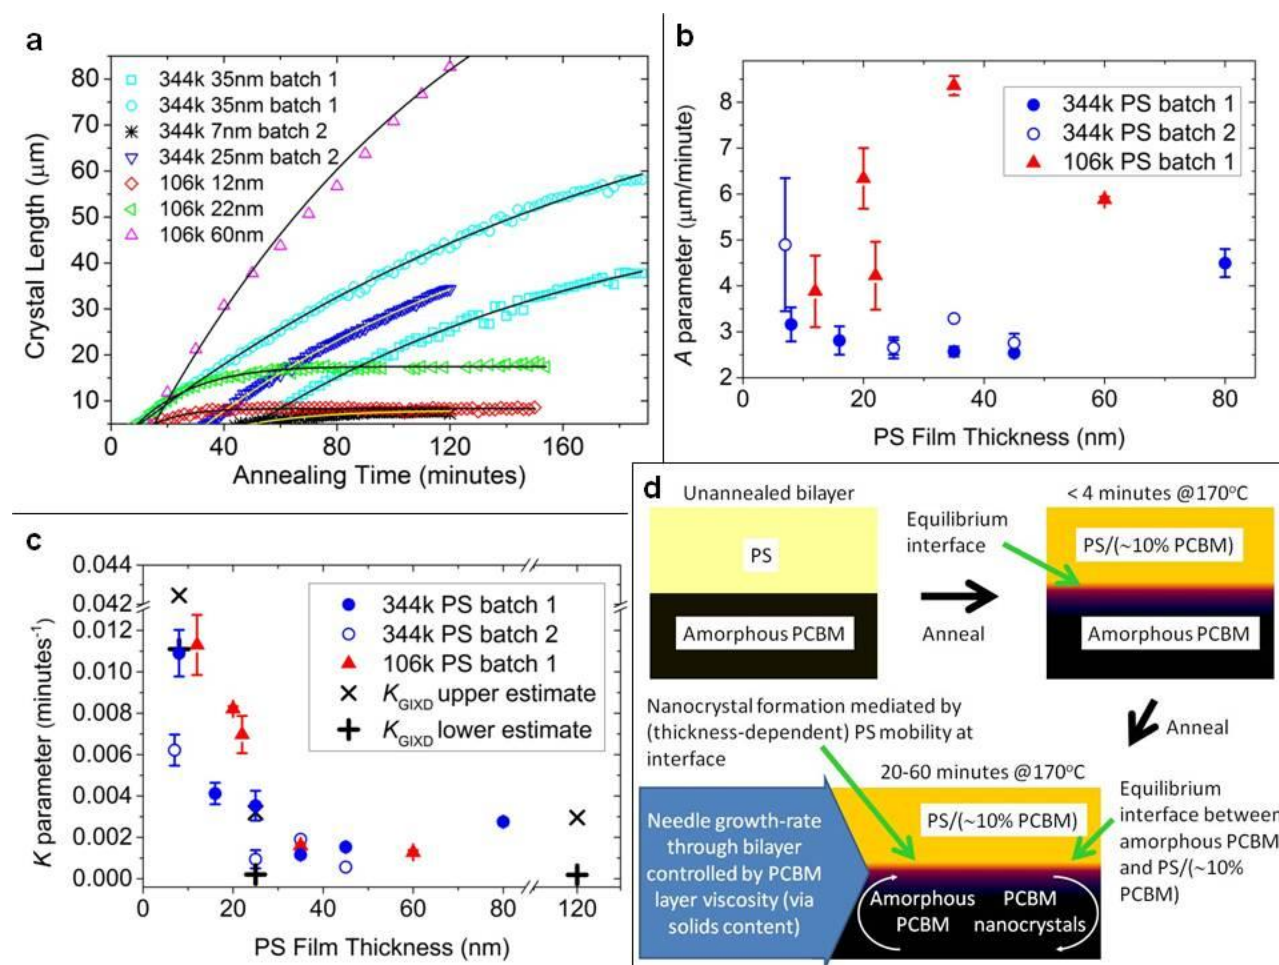 a
344k 35nm batch 1
344k 35nm batch 1
344k 7nm batch 2
344k 25nm batch 2
106k 12nm
106k 22nm
106k 60nm
80
70
60
50
40
30
20
10
Crystal Length (μm)
0
40
80
120
160
Annealing Time (minutes)
b
344k PS batch 1
344k PS batch 2
106k PS batch 1
8
7
6
5
4
3
2
A parameter (μm/minute)
0
20
40
60
80
PS Film Thickness (nm)
c
344k PS batch 1
344k PS batch 2
106k PS batch 1
K GIXD upper estimate
K GIXD lower estimate
0.044
0.042
0.012
0.010
0.008
0.006
0.004
0.002
0.000
K parameter (minutes⁻¹)
0
20
40
60
80
120
PS Film Thickness (nm)
d
Unannealed bilayer
PS
Amorphous PCBM
Equilibrium
interface
Anneal
< 4 minutes @170°C
PS/(~10% PCBM)
Amorphous PCBM
Anneal
Nanocrystal formation mediated by
(thickness-dependent) PS mobility at
interface
20-60 minutes @170°C
PS/(~10% PCBM)
Amorphous
PCBM
PCBM
nanocrystals
Equilibrium
interface between
amorphous PCBM
and PS/(~10%
PCBM)
Needle growth-rate
through bilayer
controlled by PCBM
layer viscosity (via
solids content)